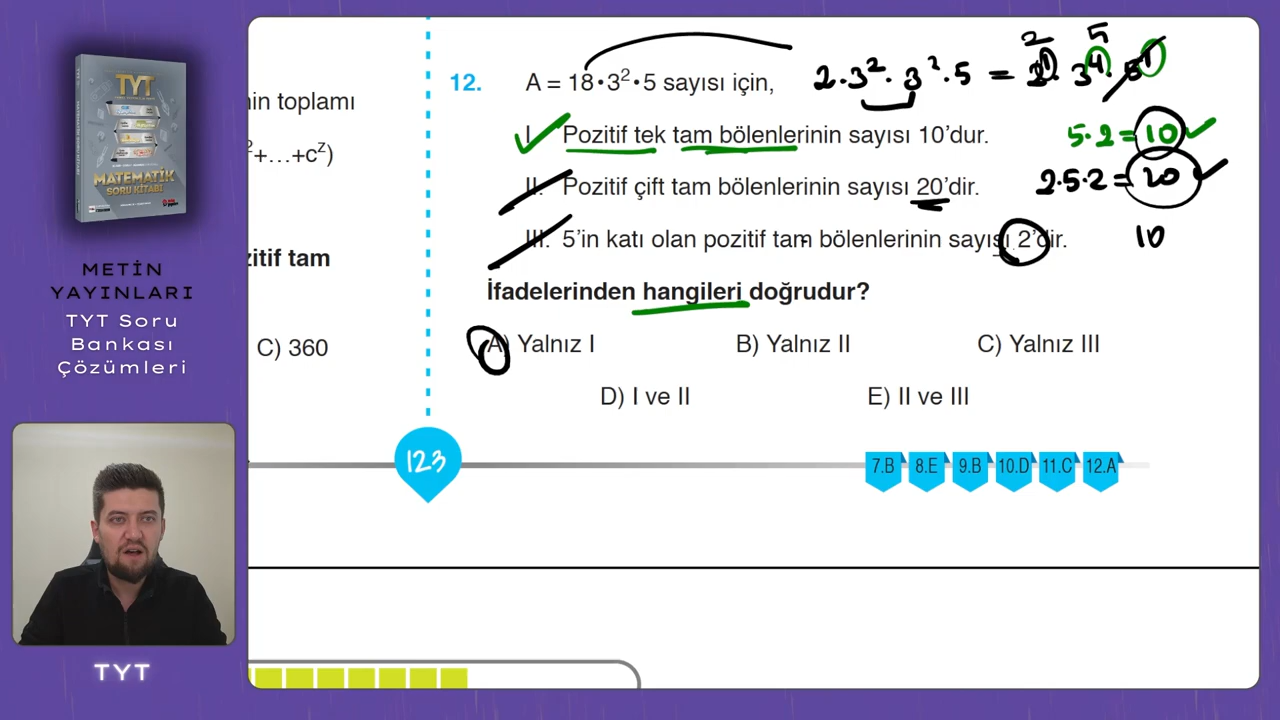 TYT
MATEMATİK
SORU KİTABI
METİN
YAYINLARI
TYT Soru
Bankası
Çözümleri
TYT
nin toplamı
²+...+cᶻ)
zitif tam
C) 360
12. A = 18•3²•5 sayısı için,
2·3²·3²·5 = 2¹·3⁴·5¹
2 5
I. Pozitif tek tam bölenlerinin sayısı 10’dur.
5·2=10
II. Pozitif çift tam bölenlerinin sayısı 20’dir.
2·5·2=20
III. 5’in katı olan pozitif tam bölenlerinin sayısı 2’dir.
10
İfadelerinden hangileri doğrudur?
A) Yalnız I B) Yalnız II C) Yalnız III
D) I ve II E) II ve III
123
7.B 8.E 9.B 10.D 11.C 12.A